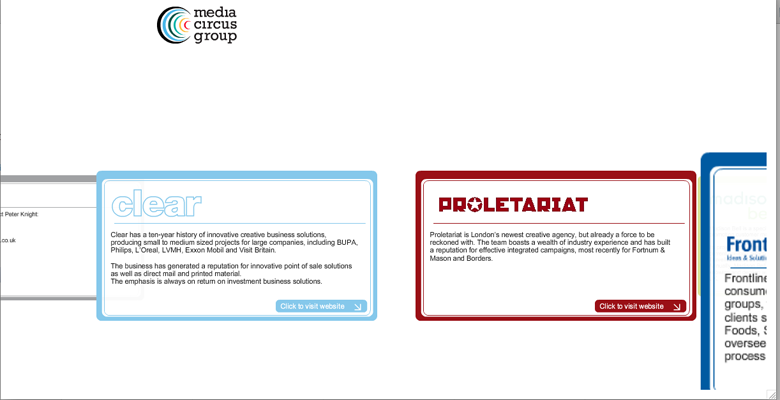 media
circus
group
ct Peter Knight
.co.uk
clear
Clear has a ten-year history of innovative creative business solutions,
producing small to medium sized projects for large companies, including BUPA,
Philips, L'Oreal, LVMH, Exxon Mobil and Visit Britain.
The business has generated a reputation for innovative point of sale solutions
as well as direct mail and printed material.
The emphasis is always on return on investment business solutions.
Click to visit website
PROLETARIAT
Proletariat is London's newest creative agency, but already a force to be
reckoned with. The team boasts a wealth of industry experience and has built
a reputation for effective integrated campaigns, most recently for Fortnum &
Mason and Borders.
Click to visit website
Front
Ideas & Soluti
Frontline
consum
groups,
clients s
Foods, S
oversee
process